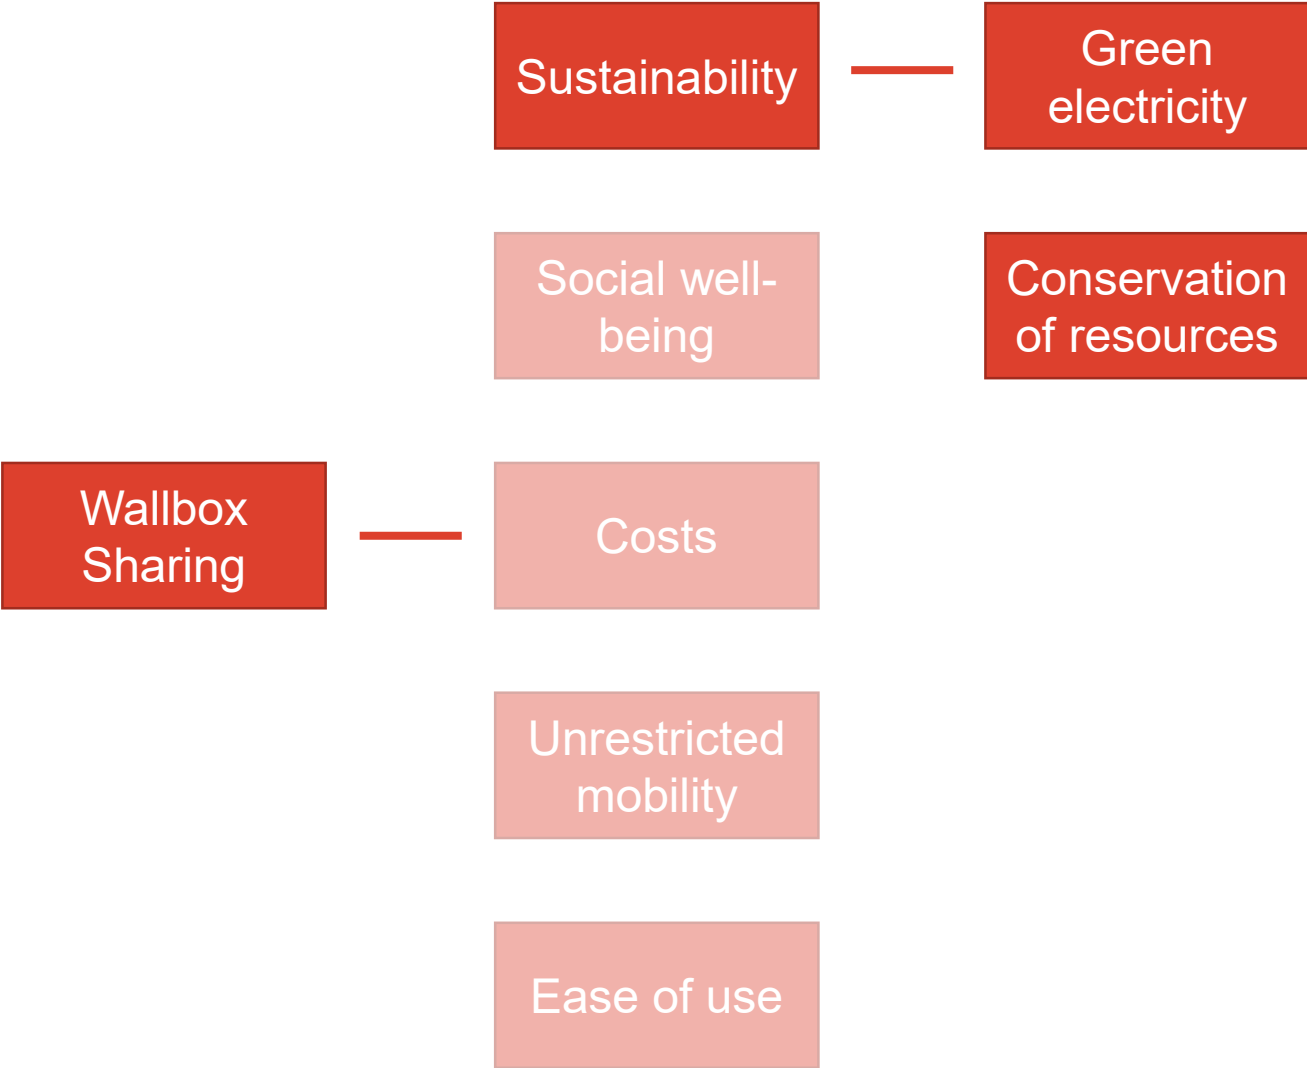 Sustainability
Green
electricity
Social well-
being
Conservation
of resources
Wallbox
Sharing
Costs
Unrestricted
mobility
Ease of use